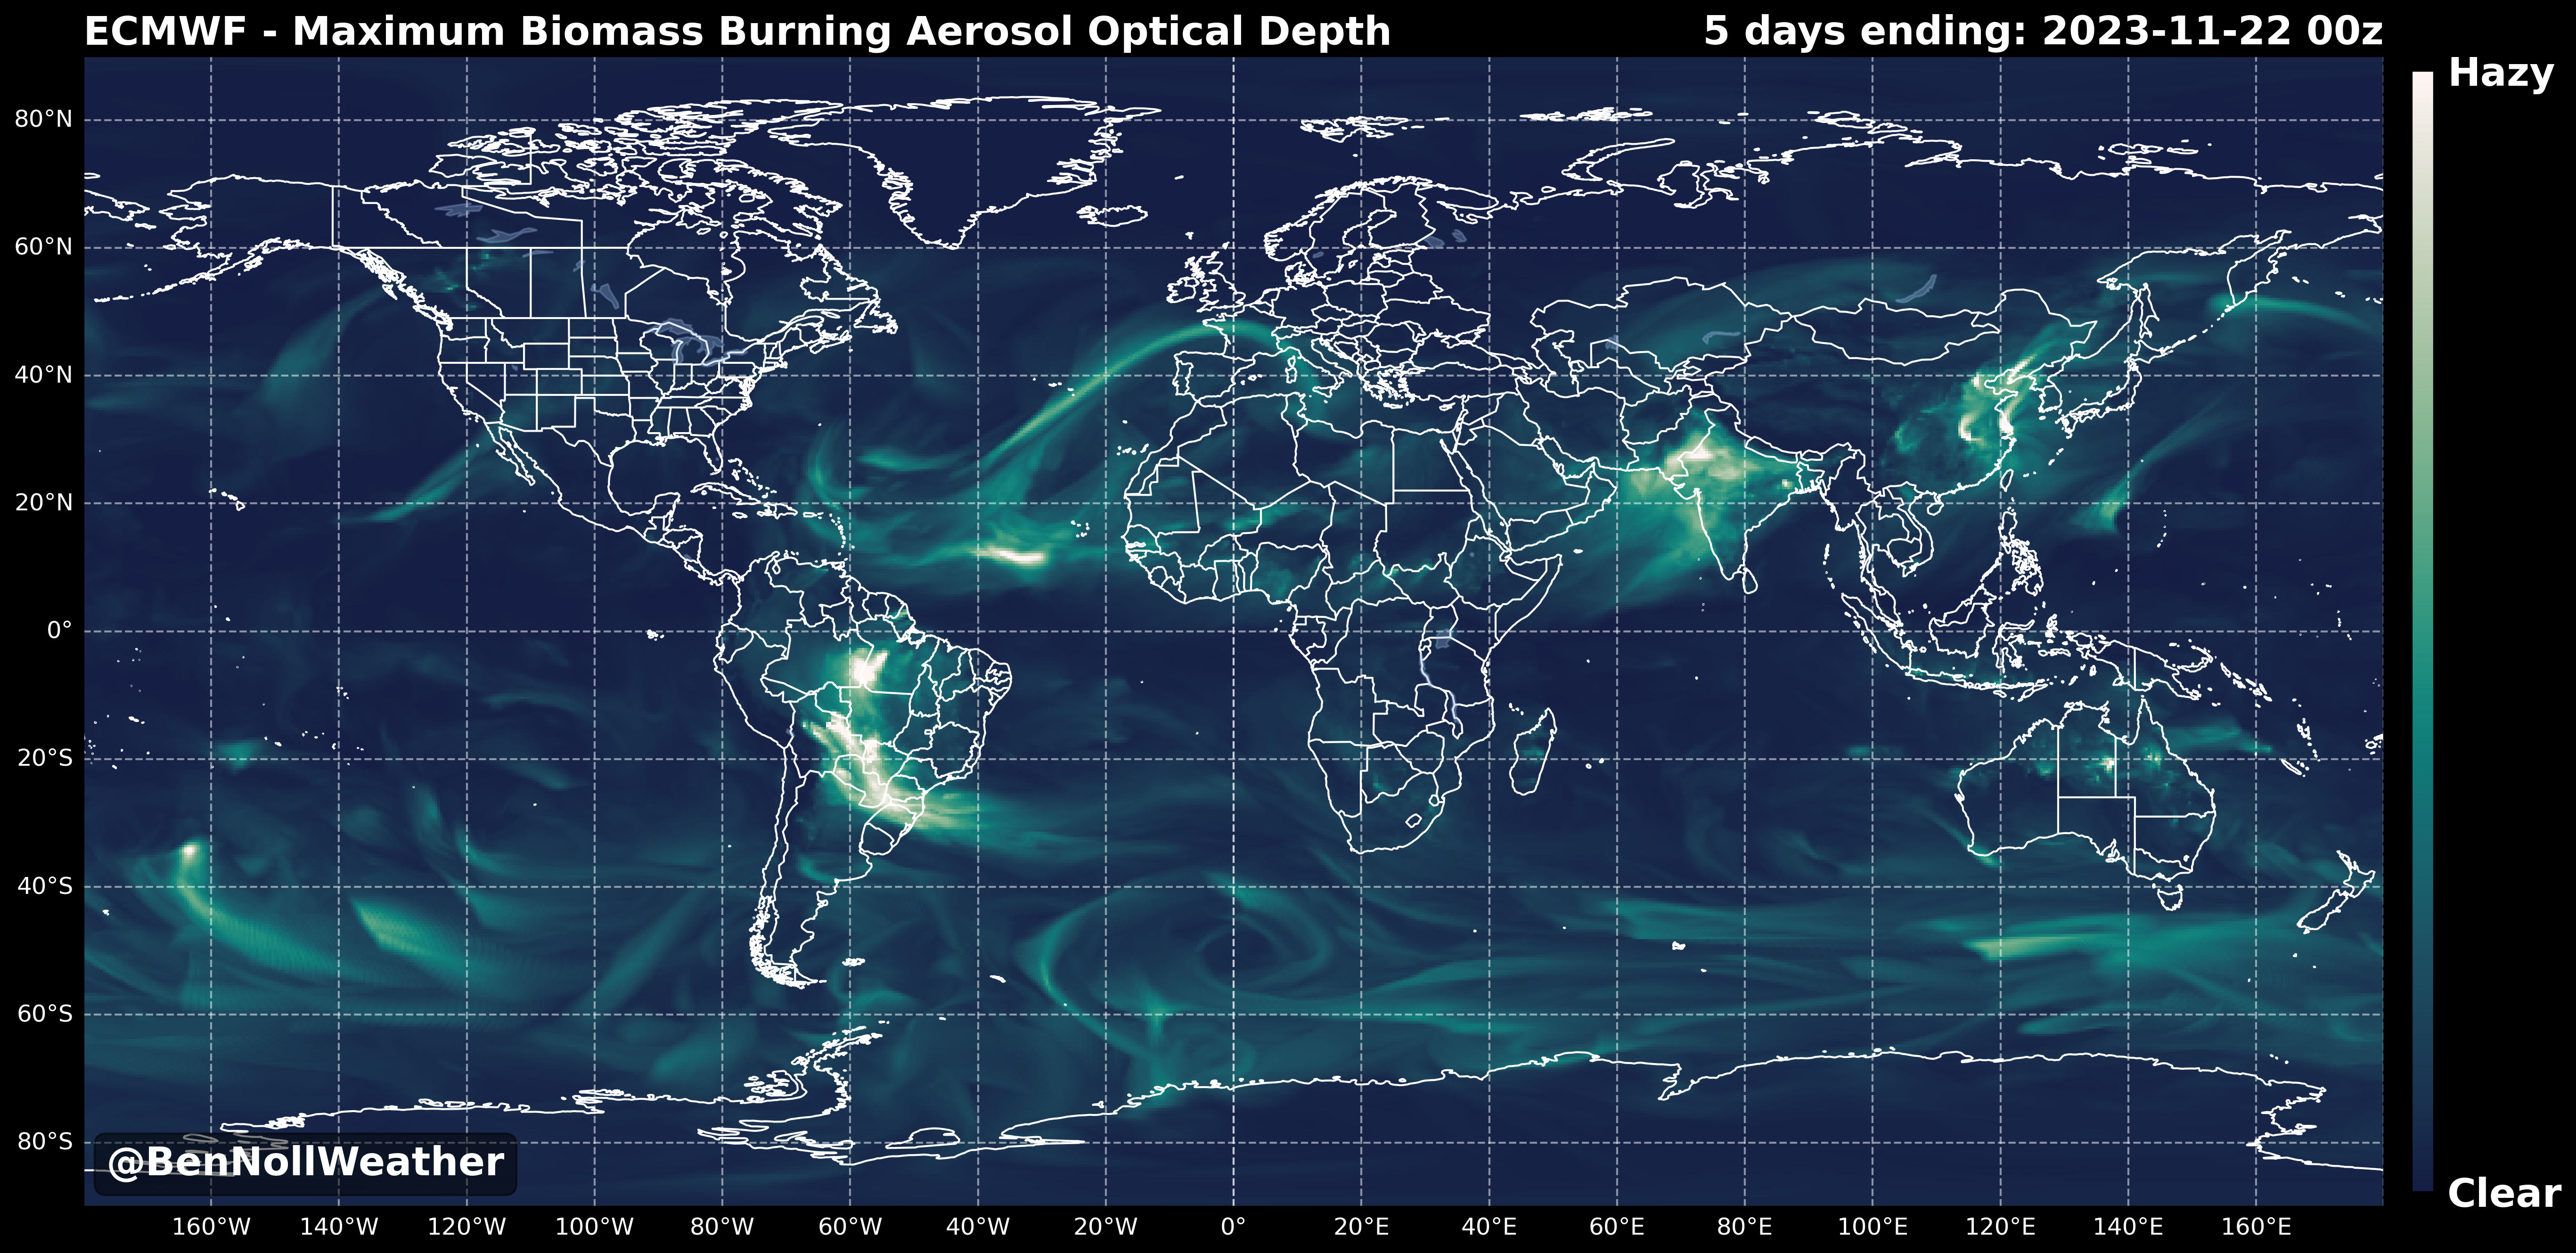 ECMWF - Maximum Biomass Burning Aerosol Optical Depth
5 days ending: 2023-11-22 00z
Hazy
80°N
60°N
40°N
20°N
0°
20°S
40°S
60°S
80°S
@BenNollWeather
Clear
160°W 140°W 120°W 100°W 80°W 60°W 40°W 20°W 0° 20°E 40°E 60°E 80°E 100°E 120°E 140°E 160°E